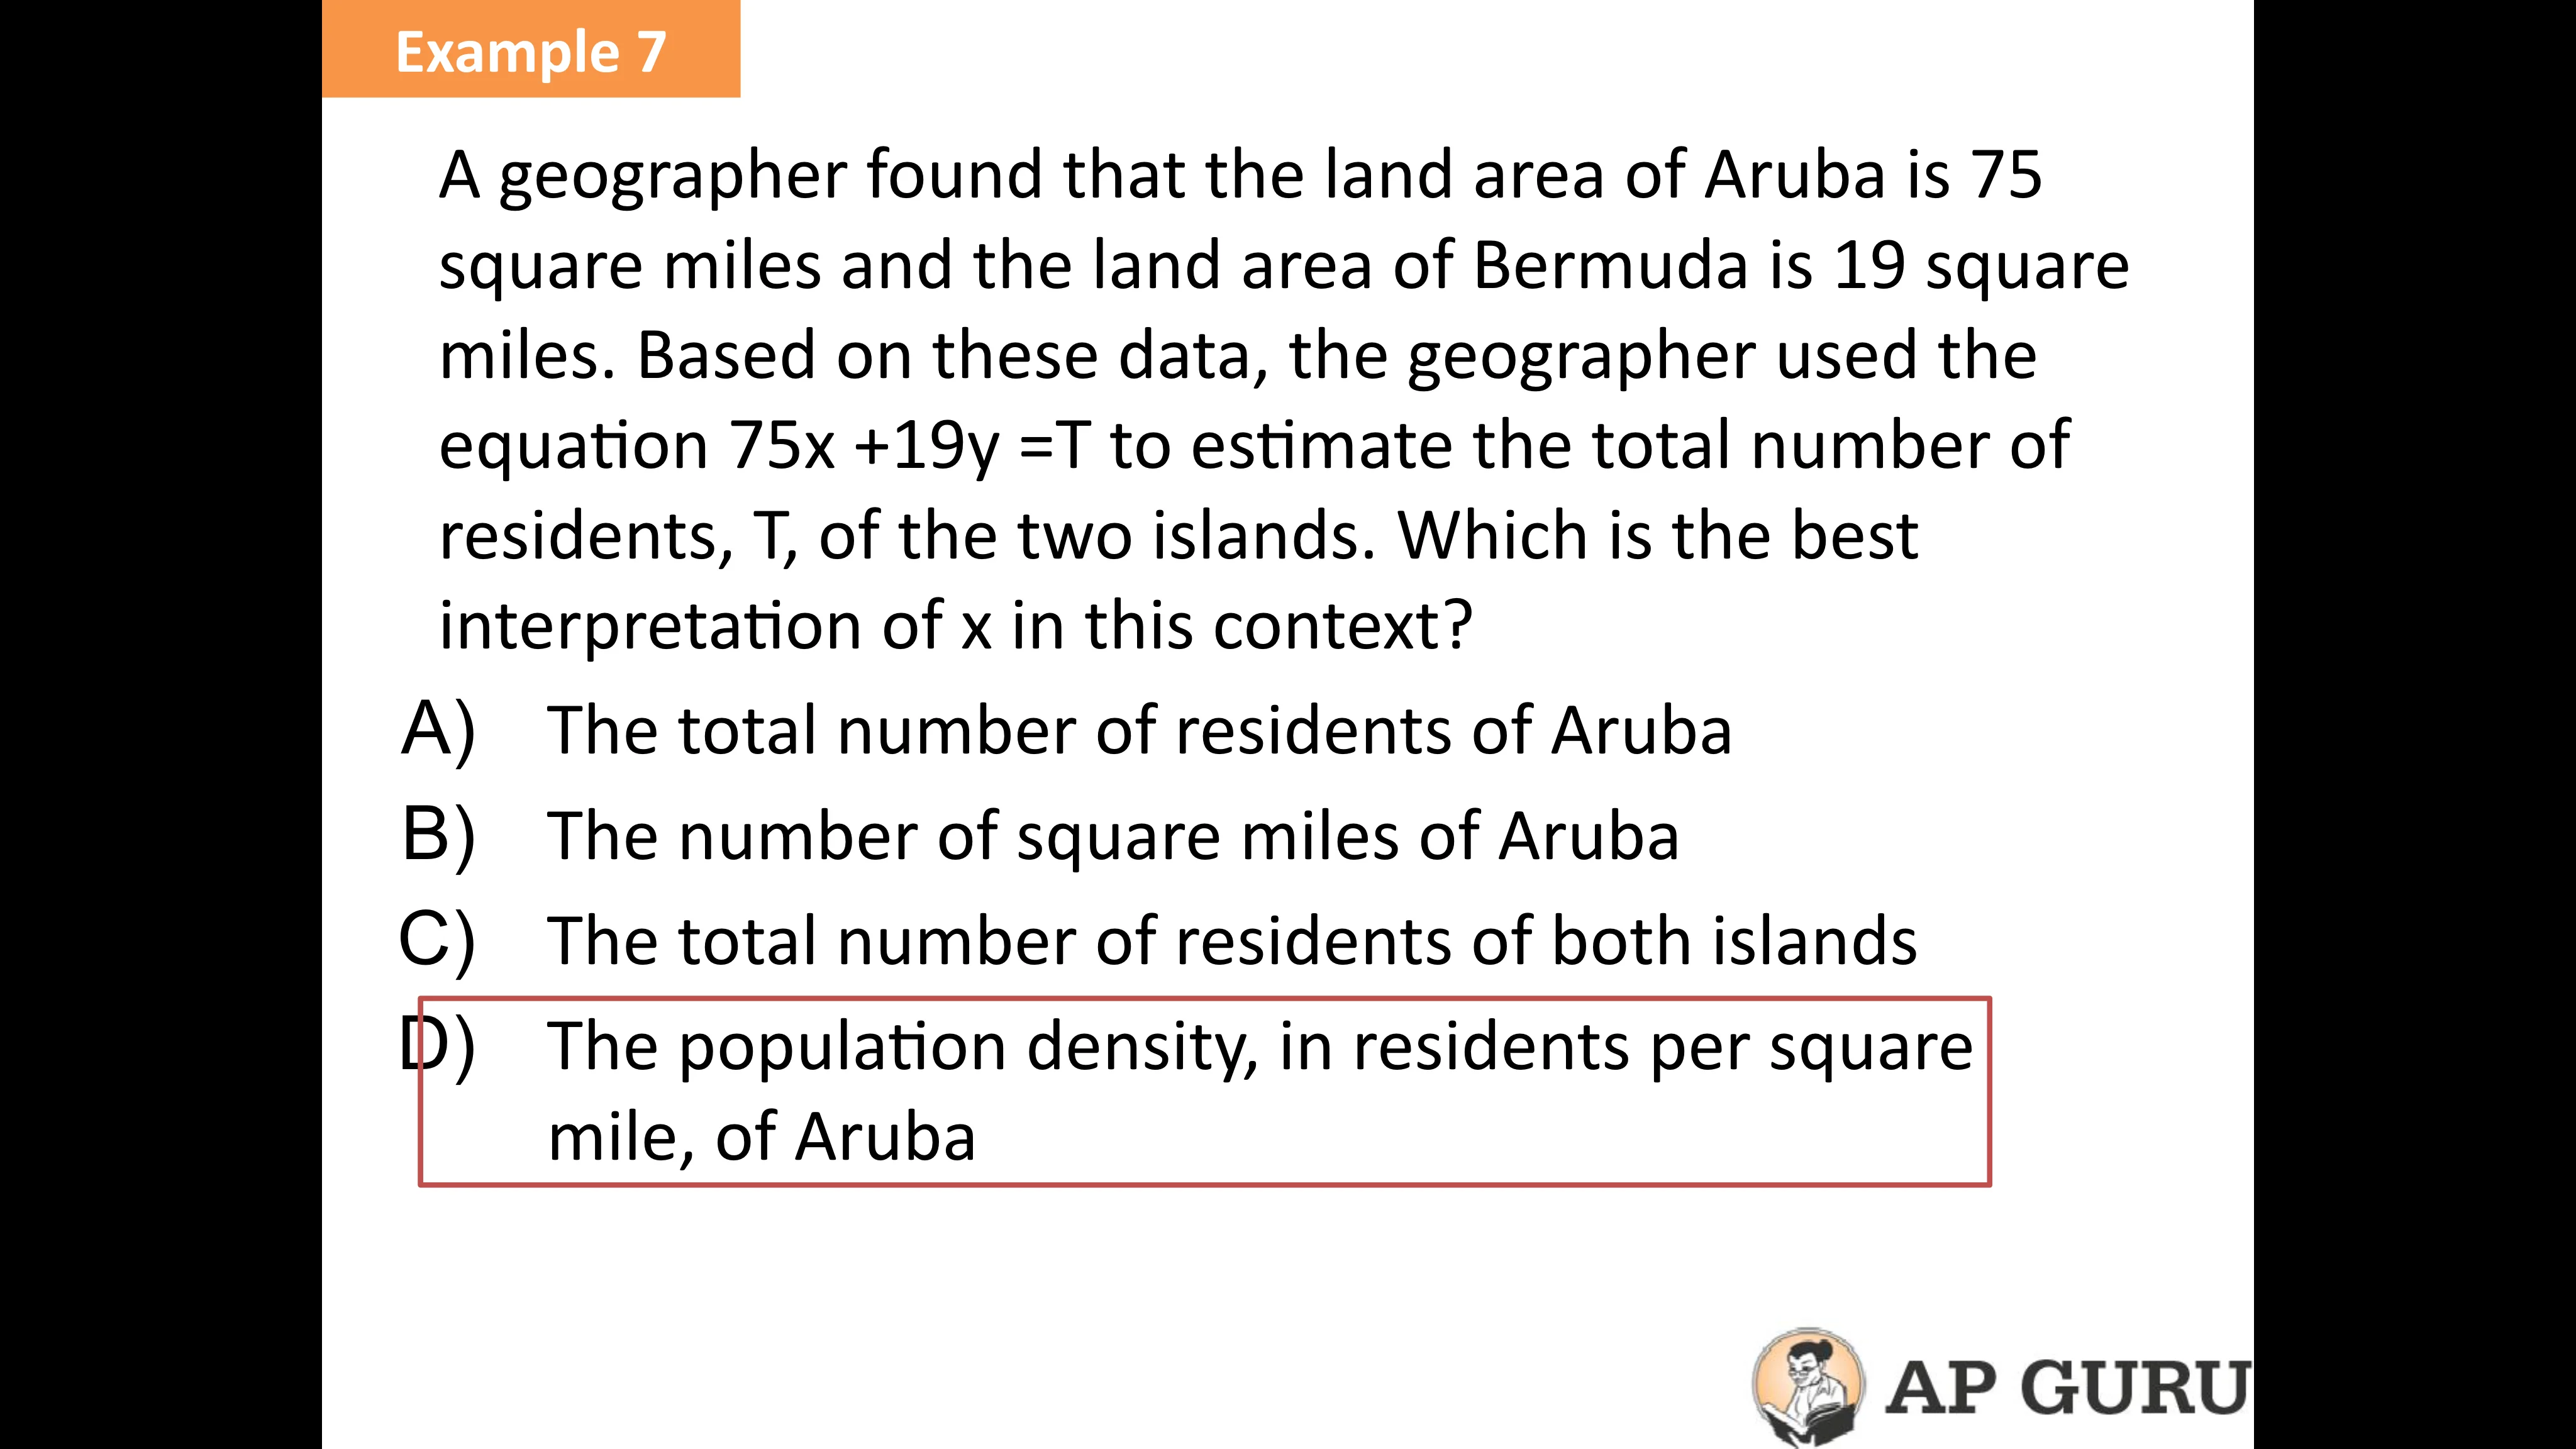 Example 7
A geographer found that the land area of Aruba is 75
square miles and the land area of Bermuda is 19 square
miles. Based on these data, the geographer used the
equation 75x +19y =T to estimate the total number of
residents, T, of the two islands. Which is the best
interpretation of x in this context?
A) The total number of residents of Aruba
B) The number of square miles of Aruba
C) The total number of residents of both islands
D) The population density, in residents per square
mile, of Aruba
AP GURU